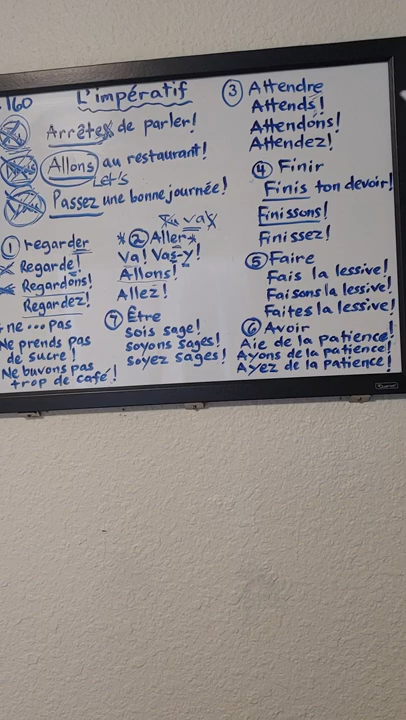 160 L'impératif
Arrêtes de parler!
Allons au restaurant!
Let's
Passez une bonne journée!
① regarder
Regarde!
Regardons!
Regardez!
ne... pas
Ne prends pas
de sucre!
Ne buvons pas
trop de café!
Tu vas
*② Aller*
Va! Vas-y!
Allons!
Allez!
⑦ Être
Sois sage!
Soyons sages!
Soyez sages!
③ Attendre
Attends!
Attendons!
Attendez!
④ Finir
Finis ton devoir!
Finissons!
Finissez!
⑤ Faire
Fais la lessive!
Faisons la lessive!
Faites la lessive!
⑥ Avoir
Aie de la patience!
Ayons de la patience!
Ayez de la patience!